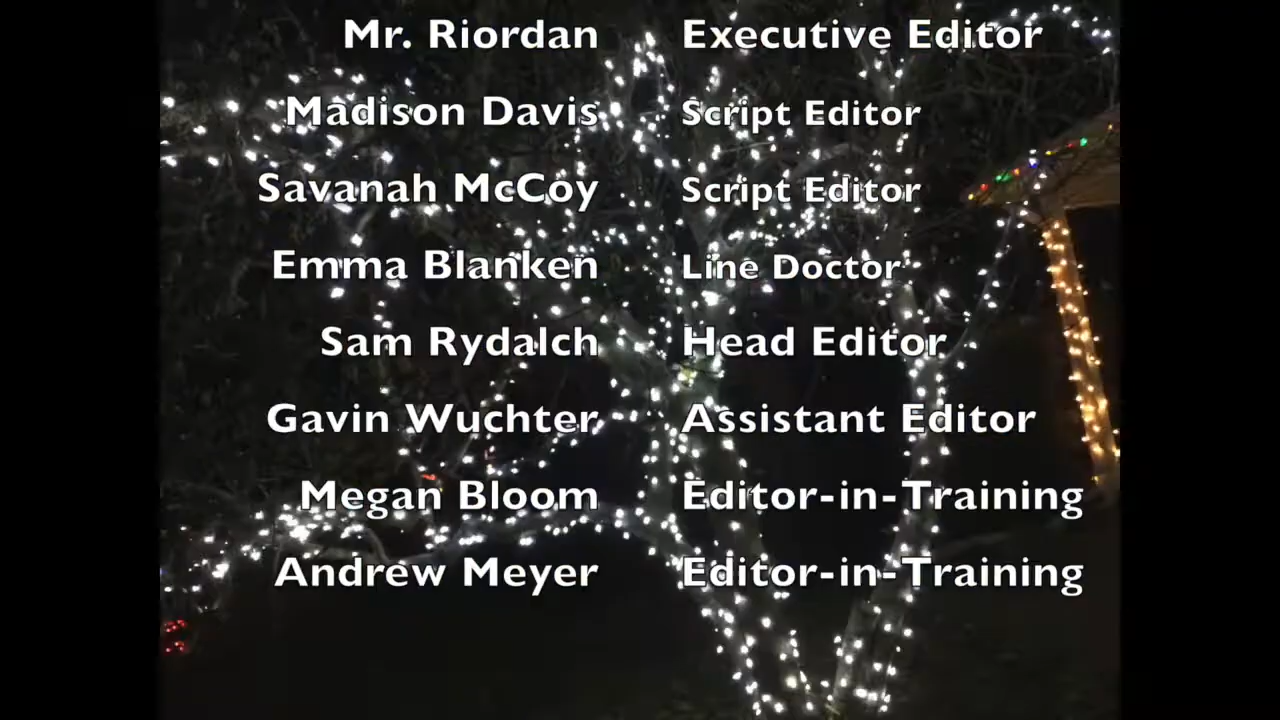 Mr. Riordan Executive Editor
Madison Davis Script Editor
Savanah McCoy Script Editor
Emma Blanken Line Doctor
Sam Rydalch Head Editor
Gavin Wuchter Assistant Editor
Megan Bloom Editor-in-Training
Andrew Meyer Editor-in-Training